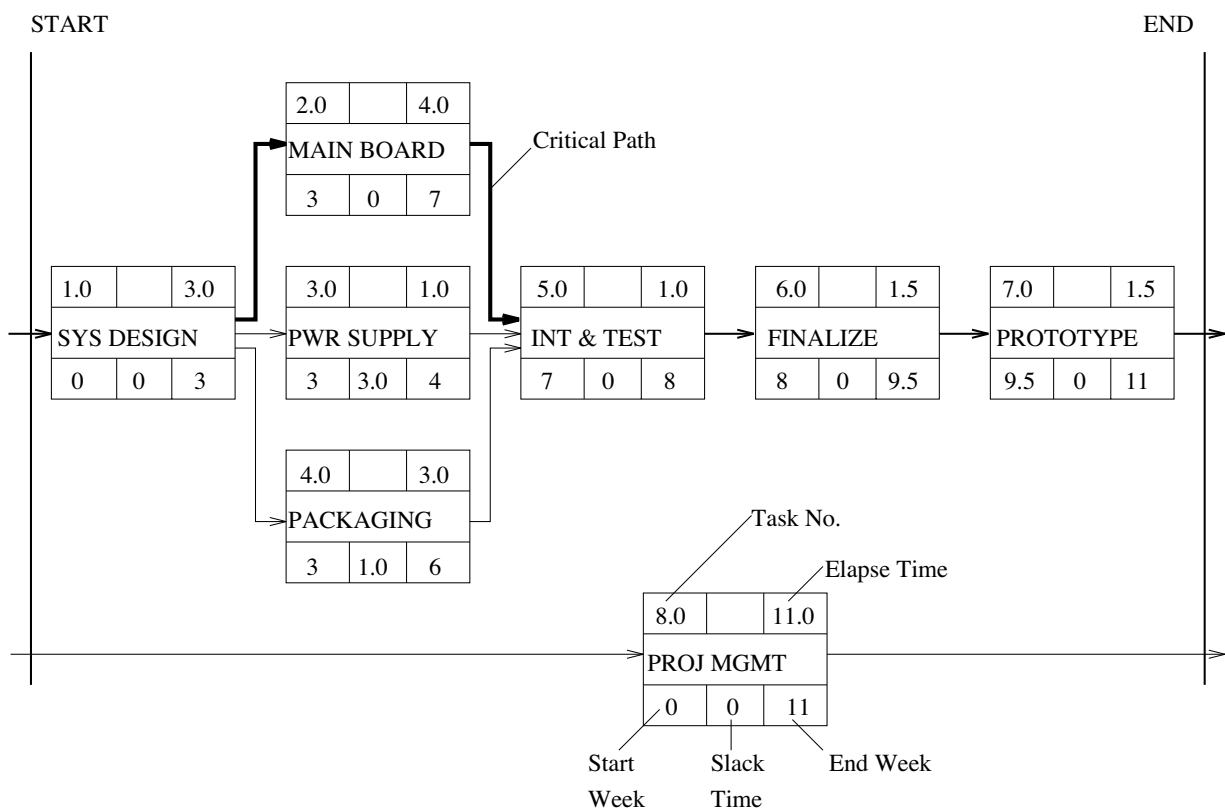 START
END
2.0 4.0
MAIN BOARD
3 0 7
Critical Path
1.0 3.0
SYS DESIGN
0 0 3
3.0 1.0
PWR SUPPLY
3 3.0 4
5.0 1.0
INT & TEST
7 0 8
6.0 1.5
FINALIZE
8 0 9.5
7.0 1.5
PROTOTYPE
9.5 0 11
4.0 3.0
PACKAGING
3 1.0 6
Task No.
Elapse Time
8.0 11.0
PROJ MGMT
0 0 11
Start
Week
Slack
Time
End Week